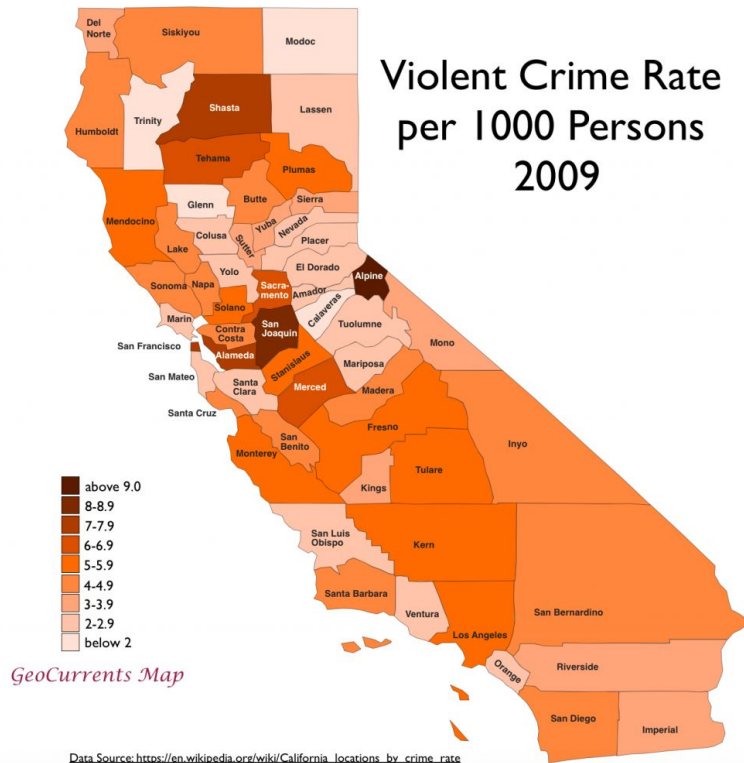 Violent Crime Rate
per 1000 Persons
2009
Del
Norte
Siskiyou
Modoc
Humboldt
Trinity
Shasta
Lassen
Tehama
Plumas
Mendocino
Glenn
Butte
Sierra
Yuba
Nevada
Colusa
Sutter
Placer
Lake
Yolo
El Dorado
Alpine
Sonoma
Napa
Sacra-
mento
Amador
Solano
Calaveras
Marin
Contra
Costa
San
Joaquin
Tuolumne
Mono
San Francisco
Alameda
Stanislaus
Mariposa
San Mateo
Santa
Clara
Merced
Madera
Santa Cruz
Fresno
Inyo
San
Benito
Monterey
Tulare
Kings
San Luis
Obispo
Kern
Santa Barbara
Ventura
Los Angeles
San Bernardino
Orange
Riverside
San Diego
Imperial
above 9.0
8-8.9
7-7.9
6-6.9
5-5.9
4-4.9
3-3.9
2-2.9
below 2
GeoCurrents Map
Data Source: https://en.wikipedia.org/wiki/California_locations_by_crime_rate